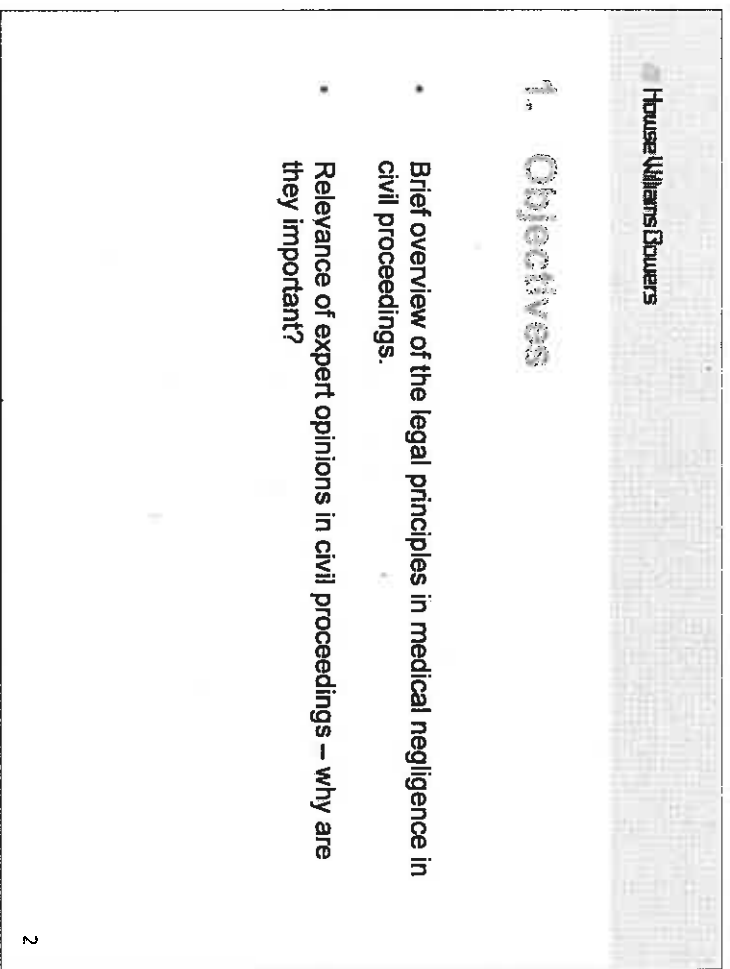 Howse Williams Bowers
1. Objectives
• Brief overview of the legal principles in medical negligence in
civil proceedings.
• Relevance of expert opinions in civil proceedings – why are
they important?
2